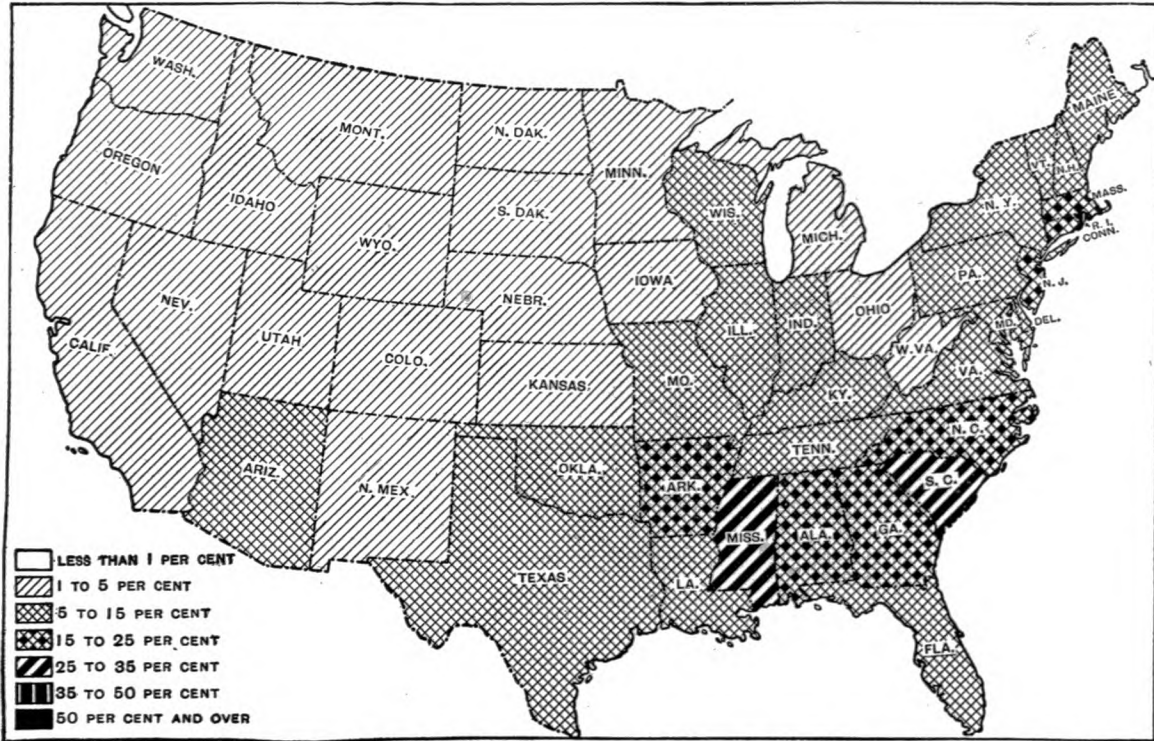 WASH.
MONT.
N. DAK.
MINN.
OREGON
IDAHO
S. DAK.
WIS.
MICH.
WYO.
MAINE
VT.
N.H.
N. Y.
MASS.
R. I.
CONN.
NEV.
UTAH
NEBR.
IOWA
PA.
N. J.
CALIF.
COLO.
KANSAS
MO.
ILL.
IND.
OHIO
W.VA.
MD.
DEL.
VA.
KY.
ARIZ.
N. MEX.
OKLA.
ARK.
TENN.
N. C.
S. C.
TEXAS
LA.
MISS.
ALA.
GA.
FLA.
LESS THAN 1 PER CENT
1 TO 5 PER CENT
5 TO 15 PER CENT
15 TO 25 PER CENT
25 TO 35 PER CENT
35 TO 50 PER CENT
50 PER CENT AND OVER